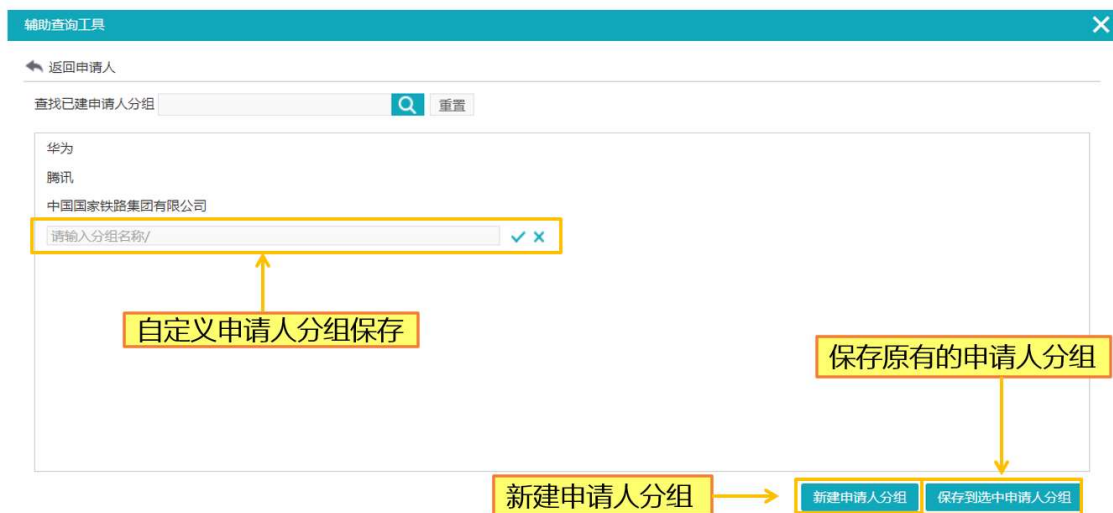 辅助查询工具
返回申请人
查找已建申请人分组 重置
华为
腾讯
中国国家铁路集团有限公司
请输入分组名称/
自定义申请人分组保存
保存原有的申请人分组
新建申请人分组 新建申请人分组 保存到选中申请人分组